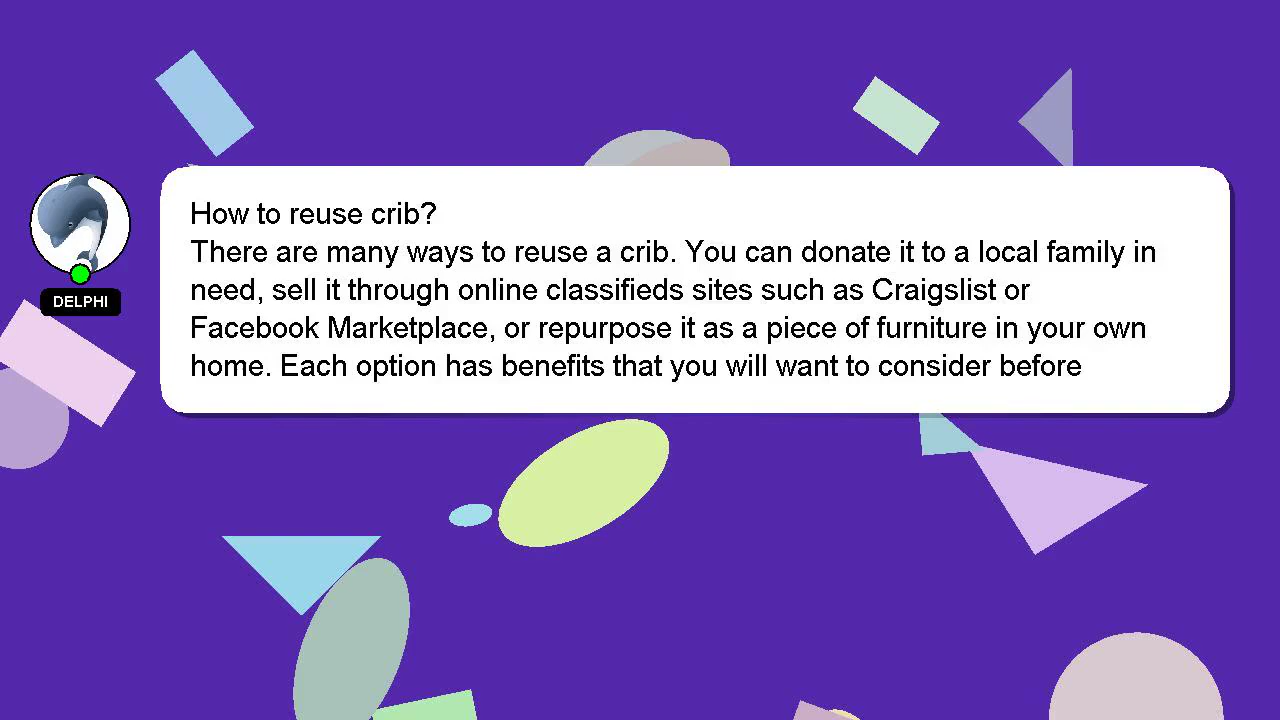 How to reuse crib?
There are many ways to reuse a crib. You can donate it to a local family in
need, sell it through online classifieds sites such as Craigslist or
Facebook Marketplace, or repurpose it as a piece of furniture in your own
home. Each option has benefits that you will want to consider before
DELPHI